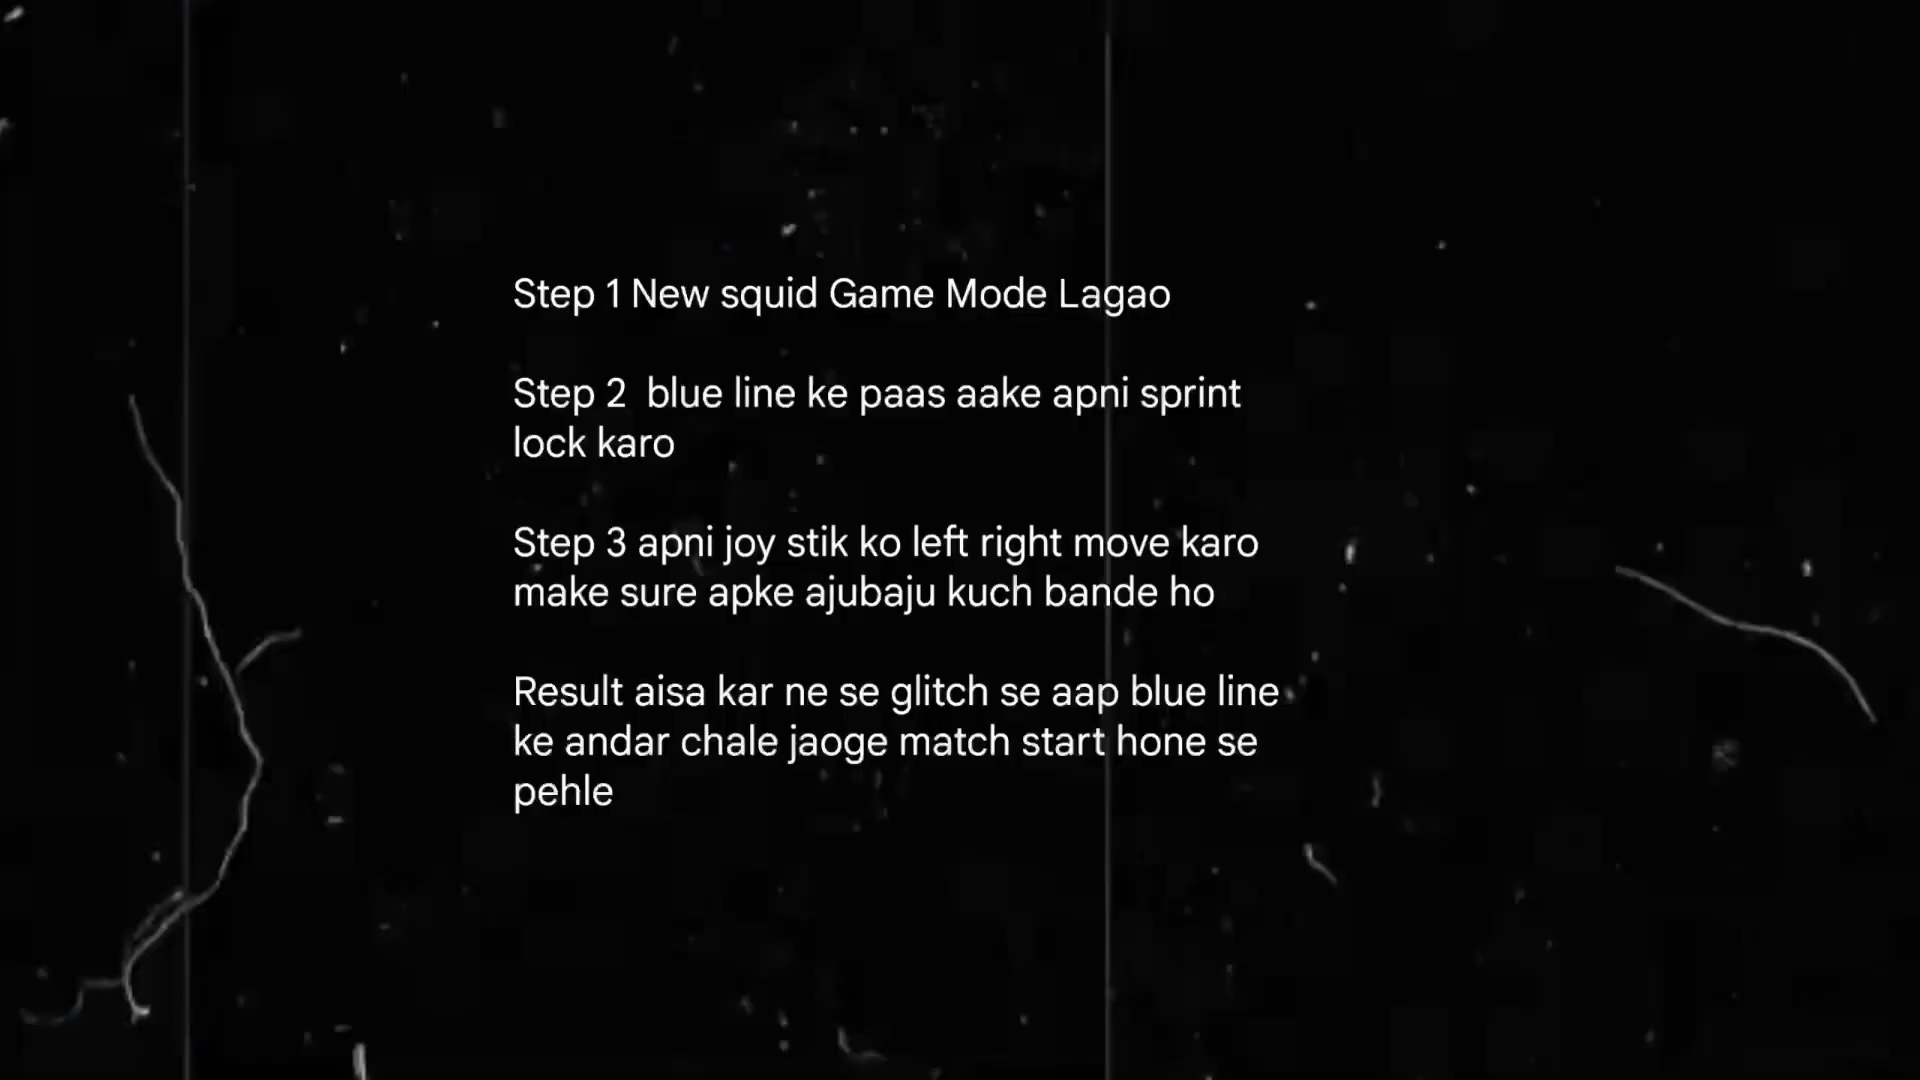 Step 1 New squid Game Mode Lagao
Step 2 blue line ke paas aake apni sprint
lock karo
Step 3 apni joy stik ko left right move karo
make sure apke ajubaju kuch bande ho
Result aisa kar ne se glitch se aap blue line
ke andar chale jaoge match start hone se
pehle